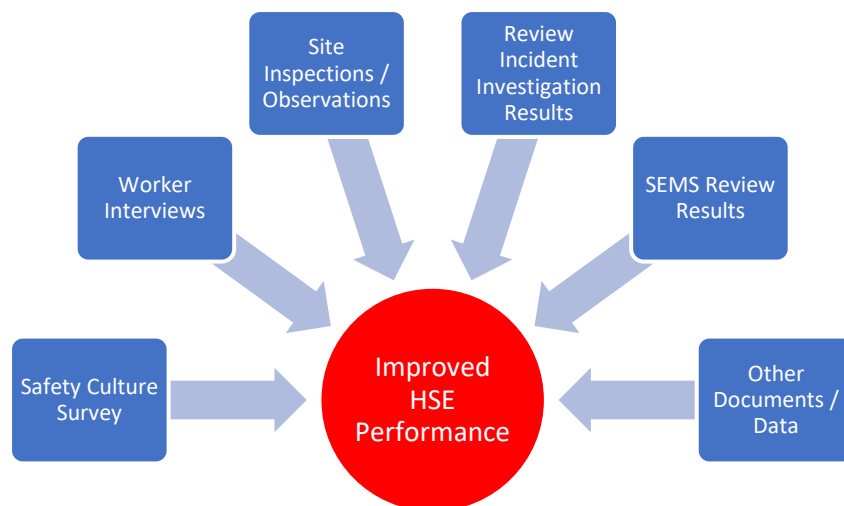 Site
Inspections /
Observations
Review
Incident
Investigation
Results
Worker
Interviews
SEMS Review
Results
Safety Culture
Survey
Improved
HSE
Performance
Other
Documents /
Data